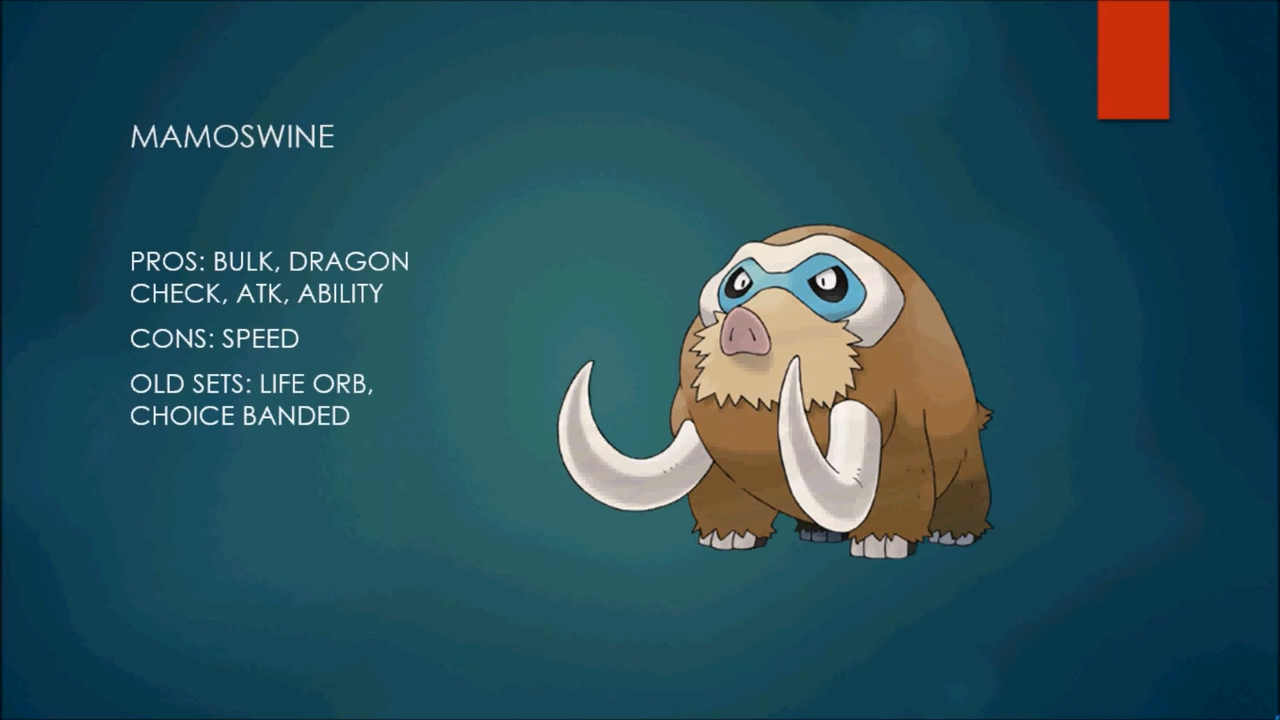 MAMOSWINE
PROS: BULK, DRAGON
CHECK, ATK, ABILITY
CONS: SPEED
OLD SETS: LIFE ORB,
CHOICE BANDED